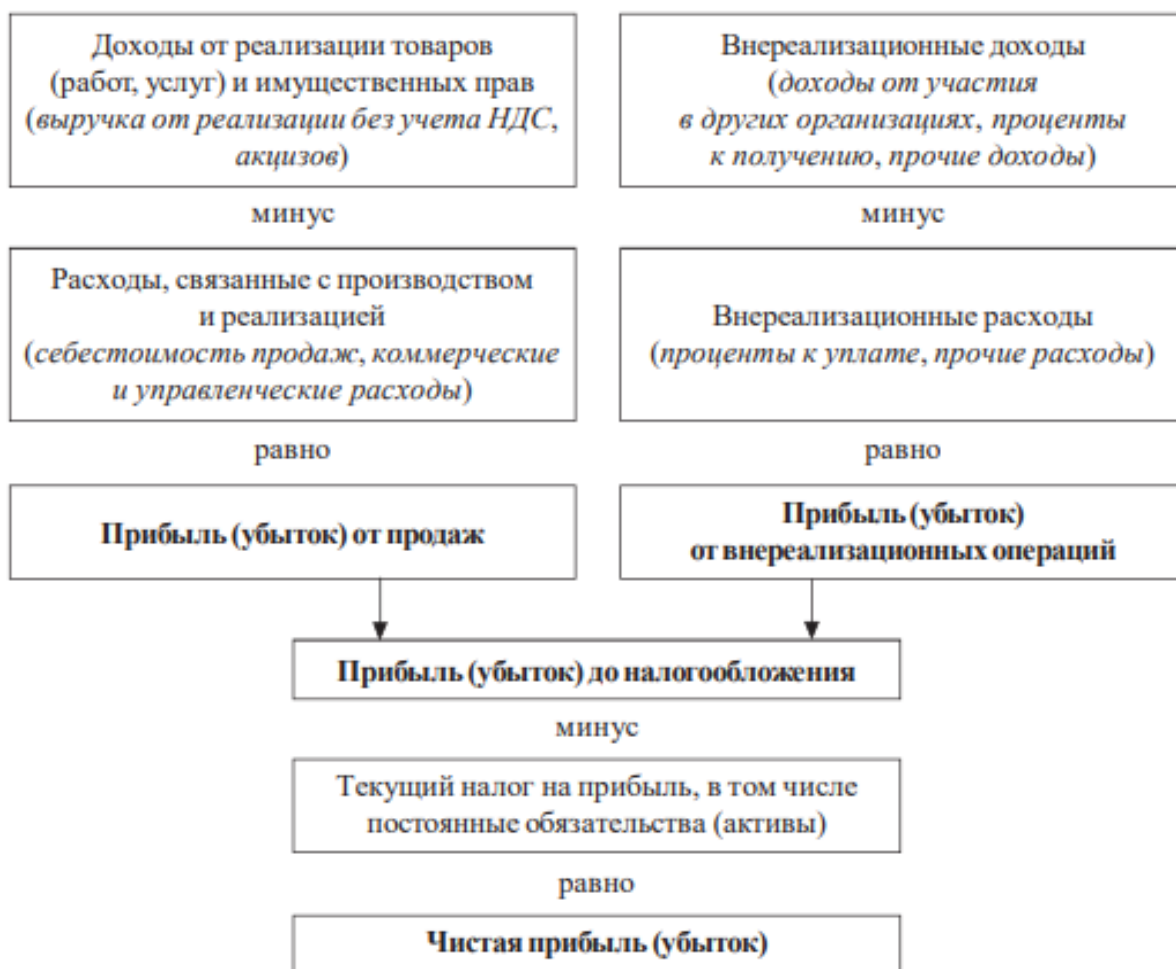 Доходы от реализации товаров
(работ, услуг) и имущественных прав
(выручка от реализации без учета НДС,
акцизов)
минус
Расходы, связанные с производством
и реализацией
(себестоимость продаж, коммерческие
и управленческие расходы)
равно
Прибыль (убыток) от продаж
Внереализационные доходы
(доходы от участия
в других организациях, проценты
к получению, прочие доходы)
минус
Внереализационные расходы
(проценты к уплате, прочие расходы)
равно
Прибыль (убыток)
от внереализационных операций
Прибыль (убыток) до налогообложения
минус
Текущий налог на прибыль, в том числе
постоянные обязательства (активы)
равно
Чистая прибыль (убыток)